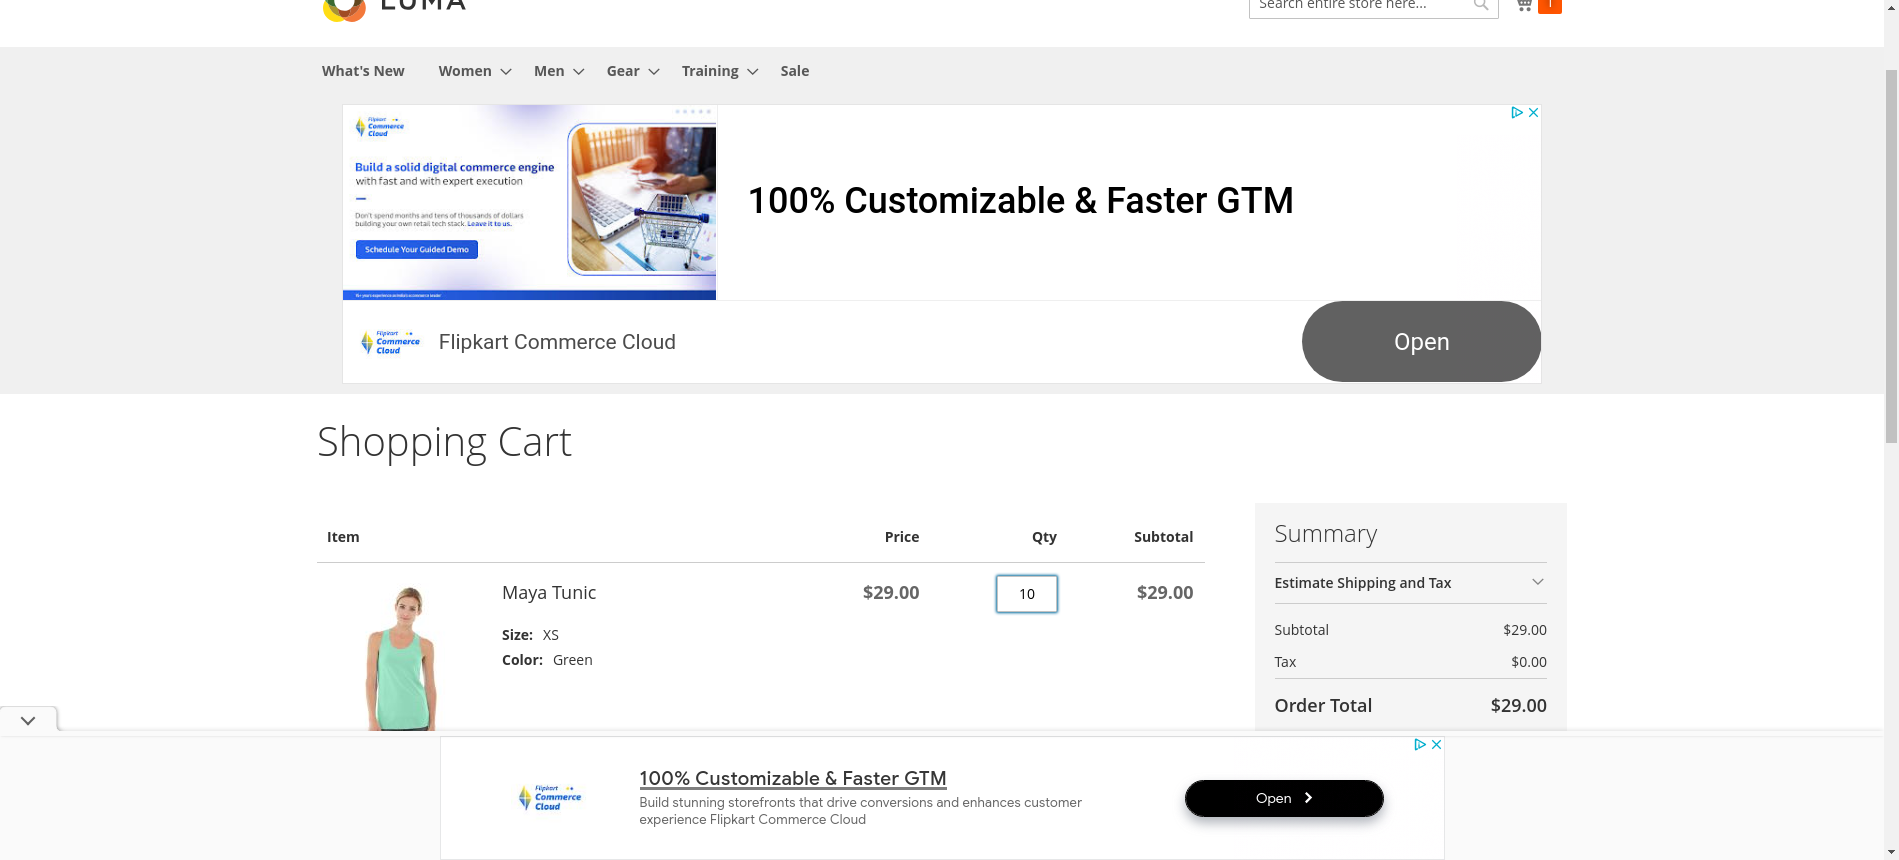 LUMA
Search entire store here...
1
What's New Women Men Gear Training Sale
Flipkart
Commerce
Cloud
Build a solid digital commerce engine
with fast and with expert execution
Don't spend months and tens of thousands of dollars
building your own retail tech stack. Leave it to us.
Schedule Your Guided Demo
100% Customizable & Faster GTM
Flipkart
Commerce
Cloud
Flipkart Commerce Cloud
Open
Shopping Cart
Item Price Qty Subtotal
Maya Tunic $29.00 10 $29.00
Size: XS
Color: Green
Summary
Estimate Shipping and Tax
Subtotal $29.00
Tax $0.00
Order Total $29.00
Flipkart
Commerce
Cloud
100% Customizable & Faster GTM
Build stunning storefronts that drive conversions and enhances customer
experience Flipkart Commerce Cloud
Open